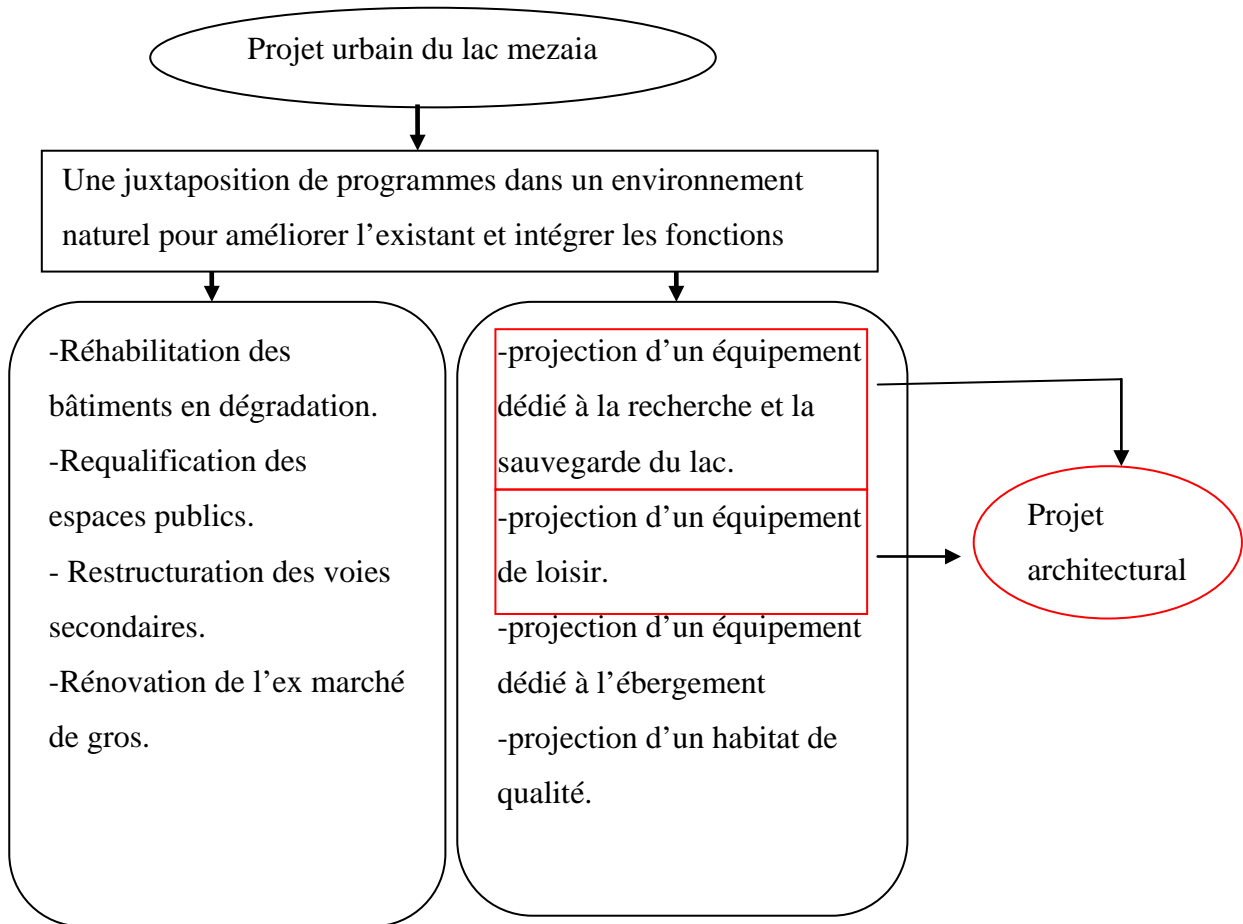 Projet urbain du lac mezaia
Une juxtaposition de programmes dans un environnement
naturel pour améliorer l’existant et intégrer les fonctions
-Réhabilitation des
bâtiments en dégradation.
-Requalification des
espaces publics.
- Restructuration des voies
secondaires.
-Rénovation de l’ex marché
de gros.
-projection d’un équipement
dédié à la recherche et la
sauvegarde du lac.
-projection d’un équipement
de loisir.
-projection d’un équipement
dédié à l’ébergement
-projection d’un habitat de
qualité.
Projet
architectural